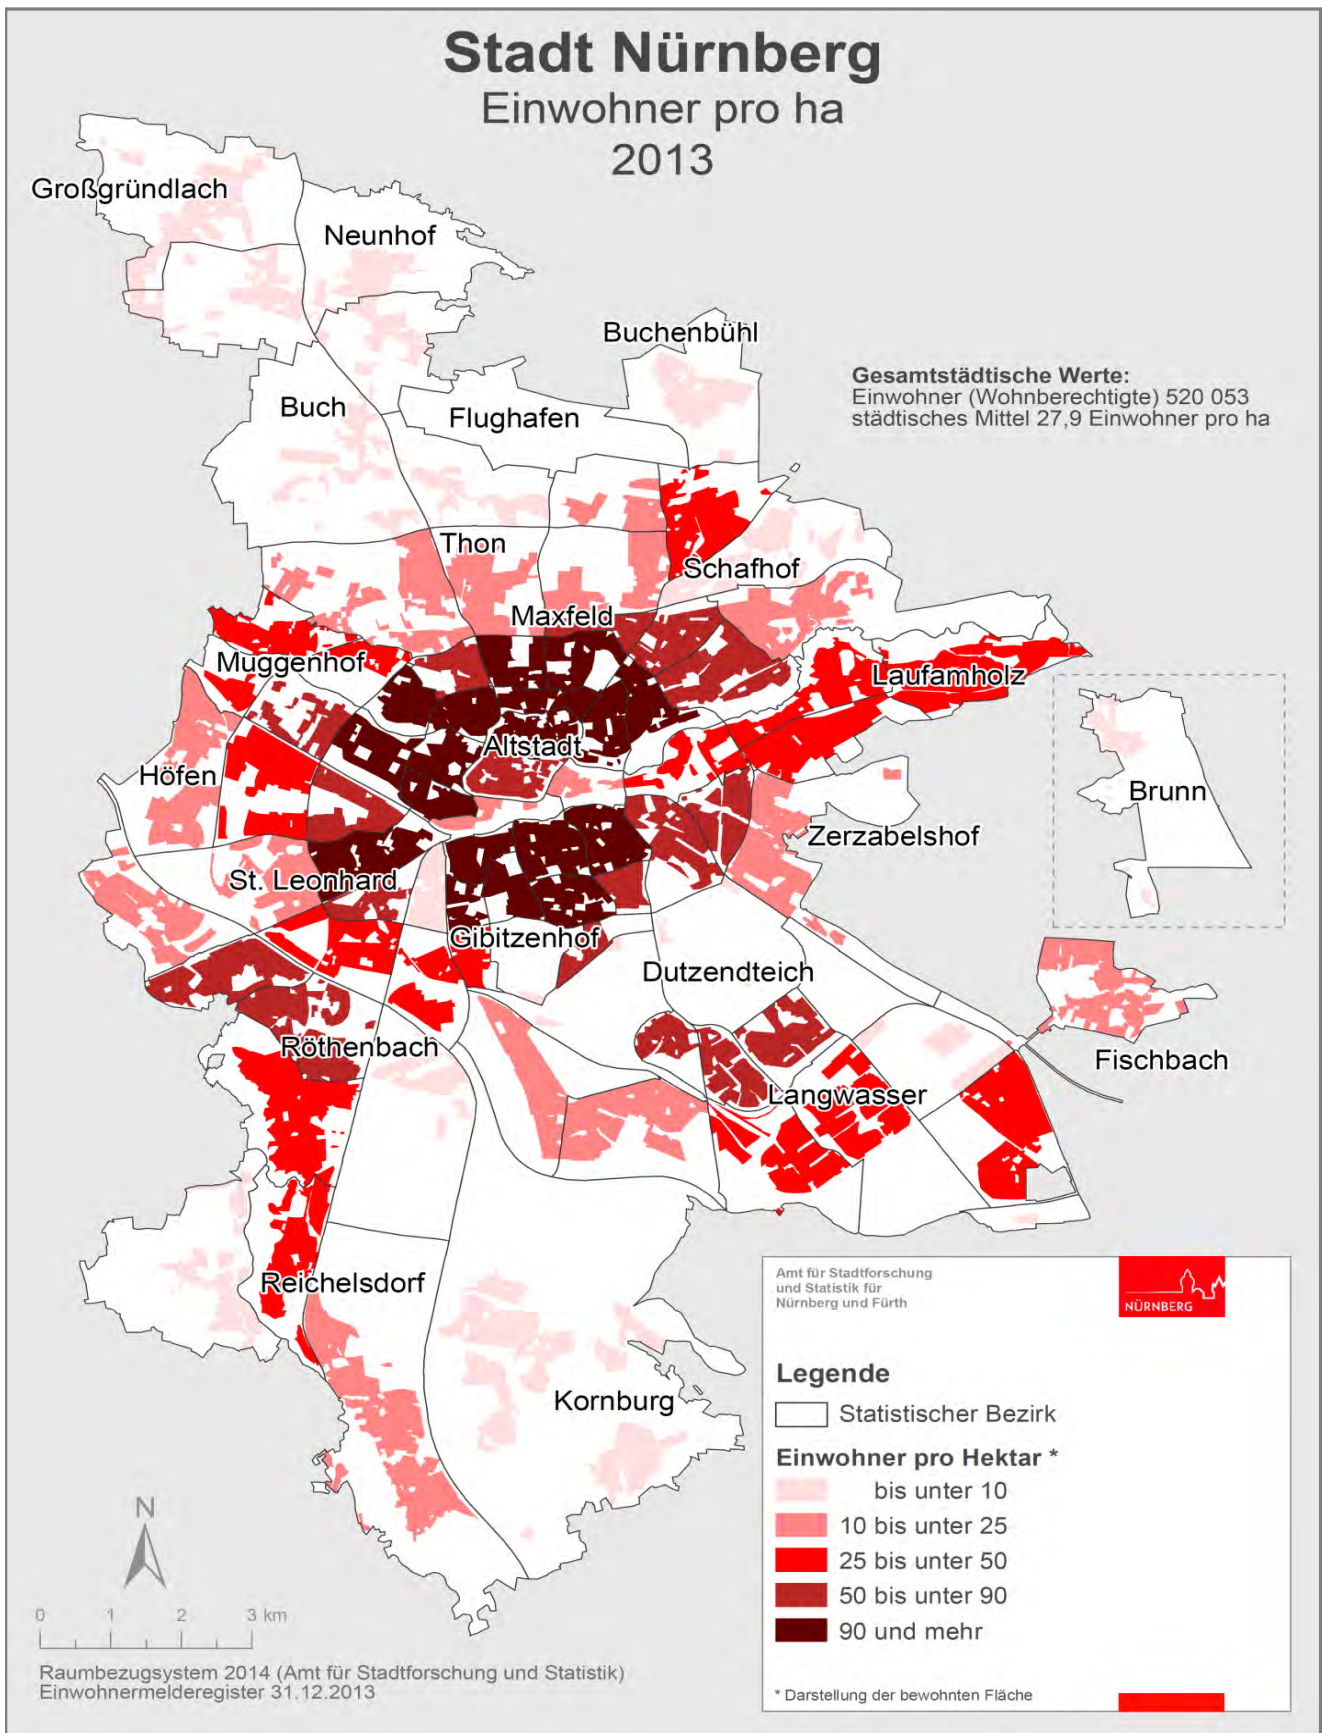 Stadt Nürnberg
Einwohner pro ha
2013
Großgründlach
Neunhof
Buchenbühl
Gesamtstädtische Werte:
Einwohner (Wohnberechtigte) 520 053
städtisches Mittel 27,9 Einwohner pro ha
Buch
Flughafen
Thon
Schafhof
Maxfeld
Muggenhof
Laufamholz
Altstadt
Höfen
Brunn
Zerzabelshof
St. Leonhard
Gibitzenhof
Dutzendteich
Röthenbach
Fischbach
Langwasser
Reichelsdorf
Kornburg
Amt für Stadtforschung
und Statistik für
Nürnberg und Fürth
NÜRNBERG
Legende
Statistischer Bezirk
Einwohner pro Hektar *
bis unter 10
10 bis unter 25
25 bis unter 50
50 bis unter 90
90 und mehr
* Darstellung der bewohnten Fläche
N
0 1 2 3 km
Raumbezugsystem 2014 (Amt für Stadtforschung und Statistik)
Einwohnermelderegister 31.12.2013